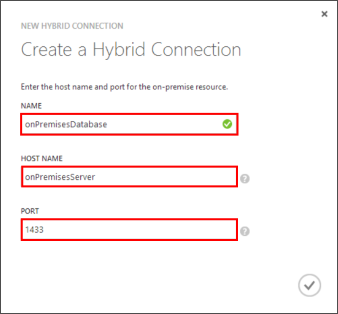 NEW HYBRID CONNECTION
Create a Hybrid Connection
Enter the host name and port for the on-premise resource.
NAME
onPremisesDatabase
HOST NAME
onPremisesServer
PORT
1433